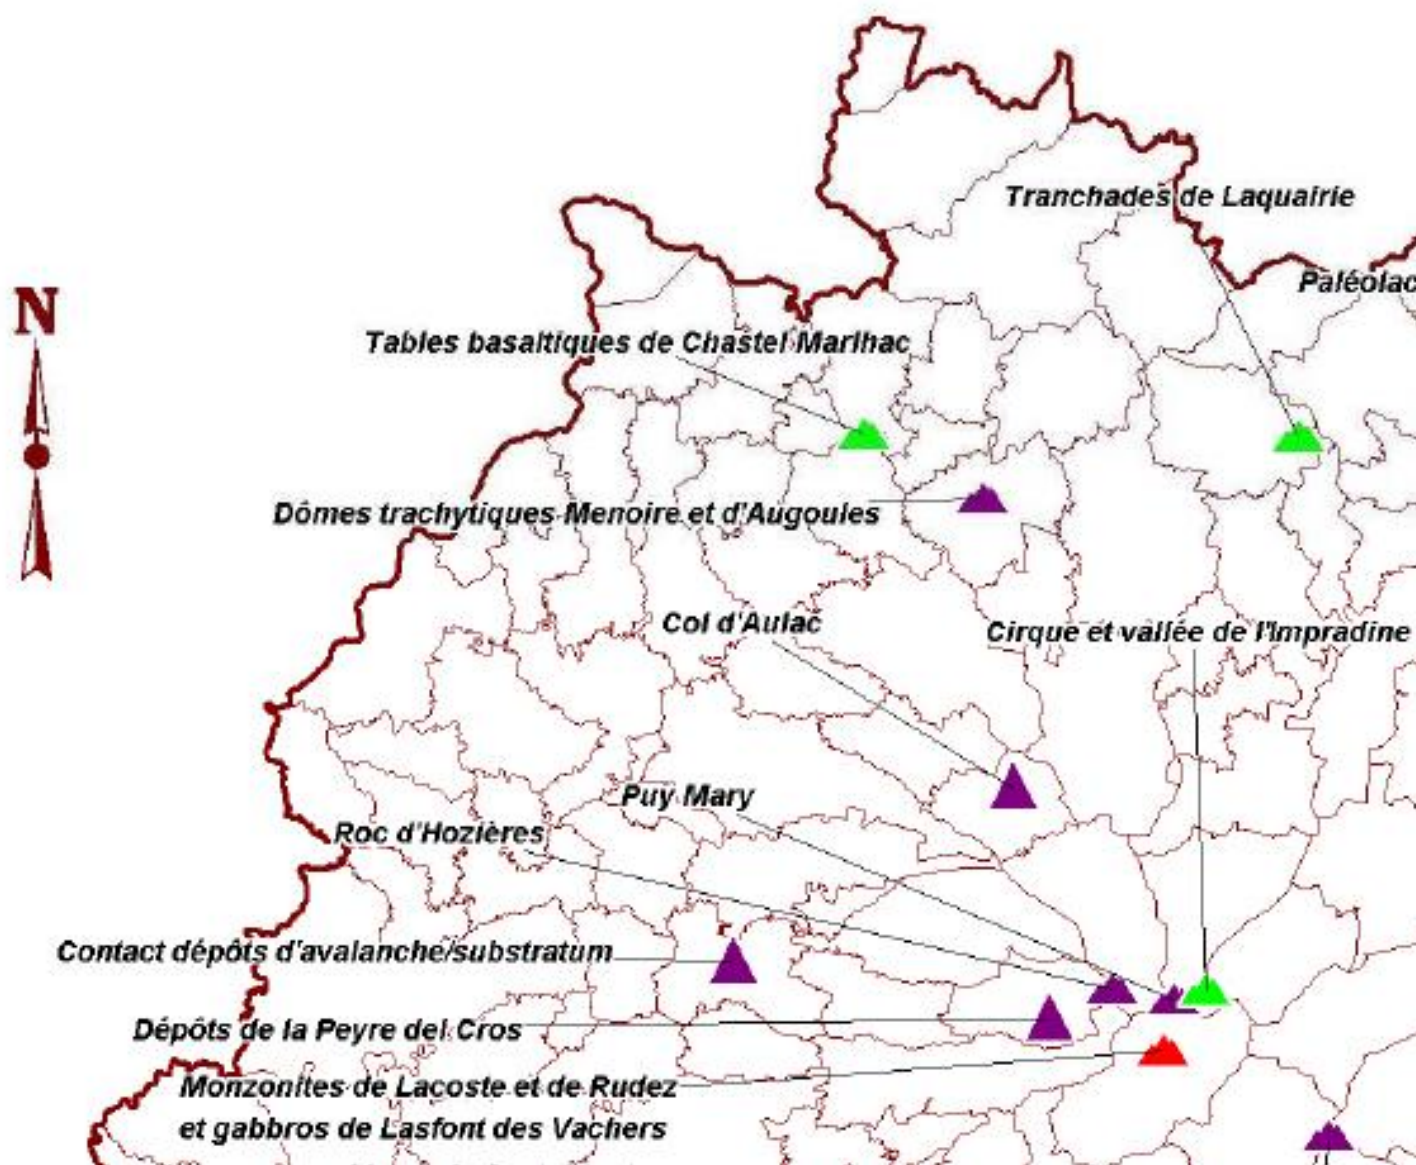 Tranchades de Laquairie
Paléolac
N
Tables basaltiques de Chastel Marlhac
Dômes trachytiques Menoire et d'Augoules
Col d'Aulac
Cirque et vallée de l'Impradine
Puy Mary
Roc d'Hozières
Contact dépôts d'avalanche/substratum
Dépôts de la Peyre del Cros
Monzonites de Lacoste et de Rudez
et gabbros de Lasfont des Vachers